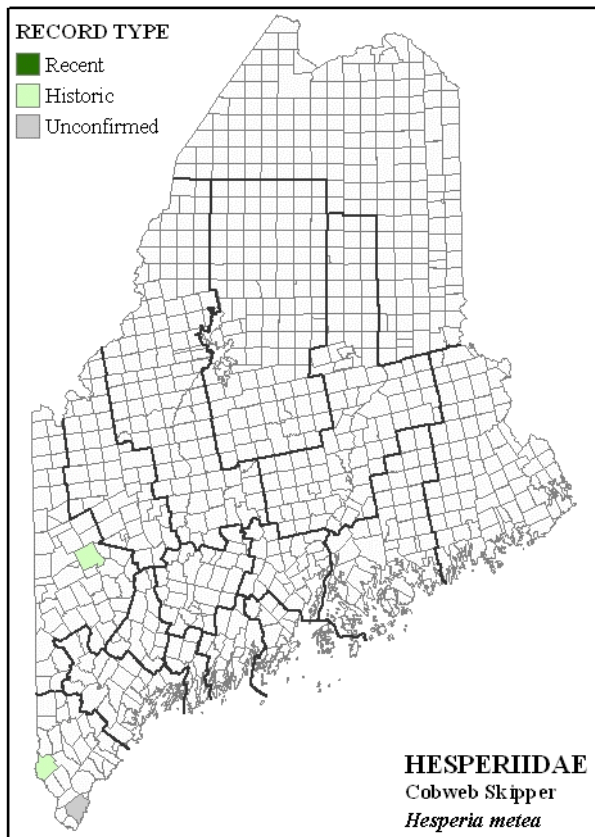 RECORD TYPE
Recent
Historic
Unconfirmed
HESPERIIDAE
Cobweb Skipper
Hesperia metea